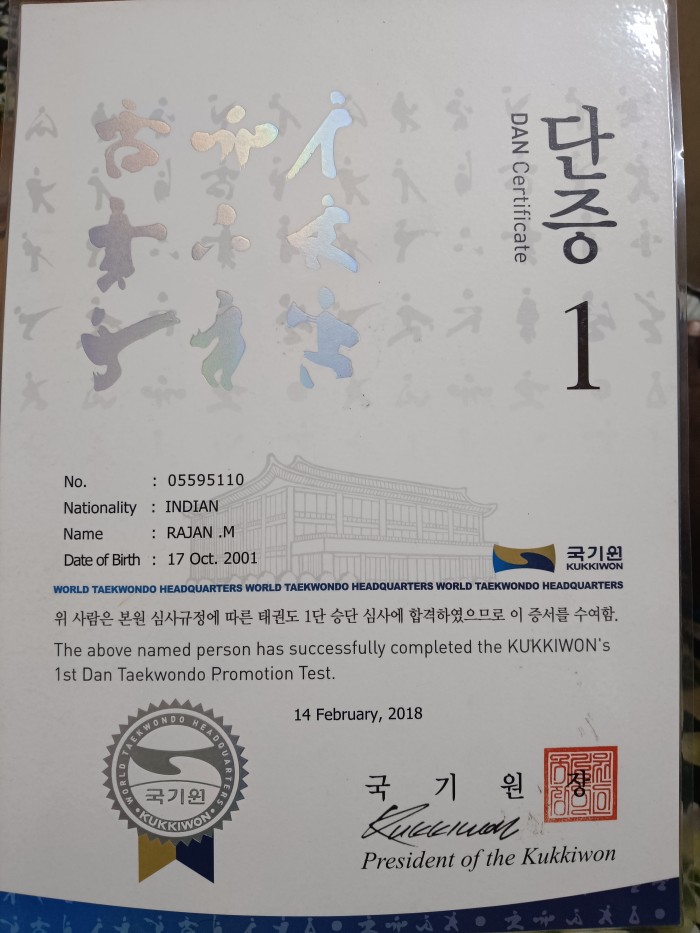 단증
DAN Certificate
1
No. : 05595110
Nationality : INDIAN
Name : RAJAN .M
Date of Birth : 17 Oct. 2001
국기원
KUKKIWON
WORLD TAEKWONDO HEADQUARTERS WORLD TAEKWONDO HEADQUARTERS WORLD TAEKWONDO HEADQUARTERS
위 사람은 본원 심사규정에 따른 태권도 1단 승단 심사에 합격하였으므로 이 증서를 수여함.
The above named person has successfully completed the KUKKIWON's
1st Dan Taekwondo Promotion Test.
14 February, 2018
WORLD TAEKWONDO HEADQUARTERS
국기원
KUKKIWON
국 기 원 장
Kukkiwon
President of the Kukkiwon